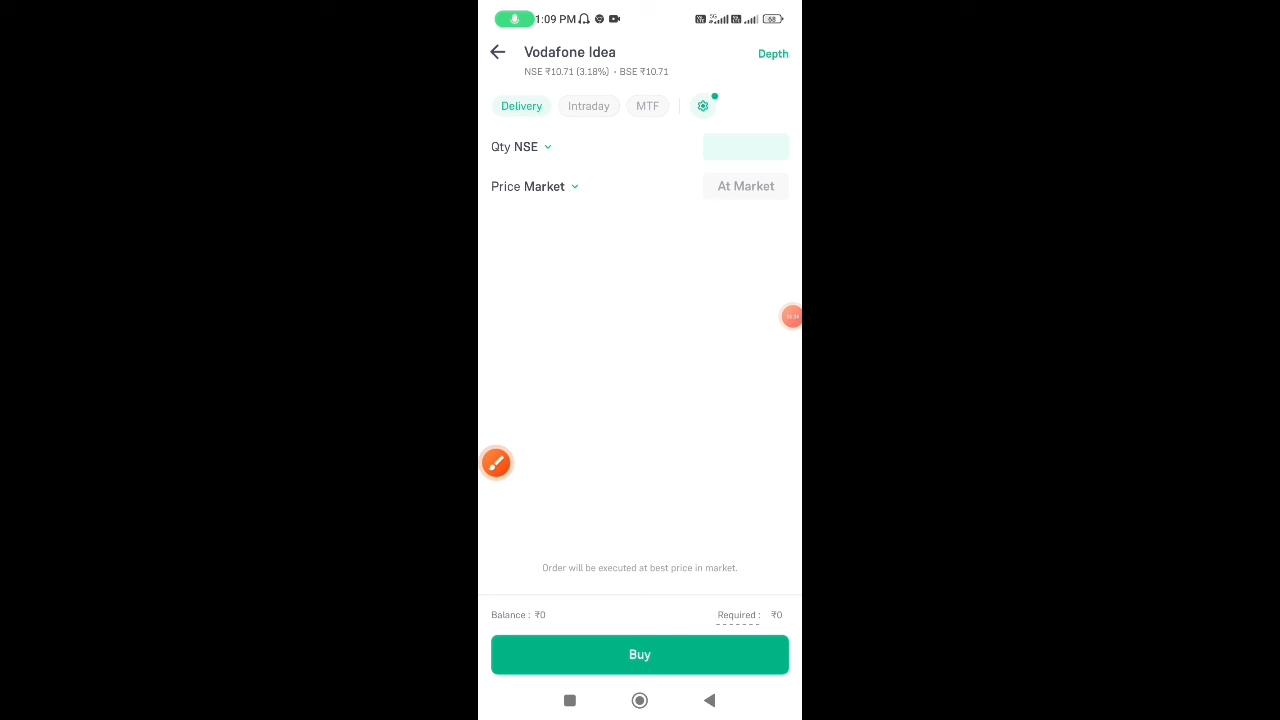 1:09 PM
68
Vodafone Idea
Depth
NSE ₹10.71 (3.18%) • BSE ₹10.71
Delivery
Intraday
MTF
Qty NSE
Price Market
At Market
Order will be executed at best price in market.
Balance : ₹0
Required : ₹0
Buy